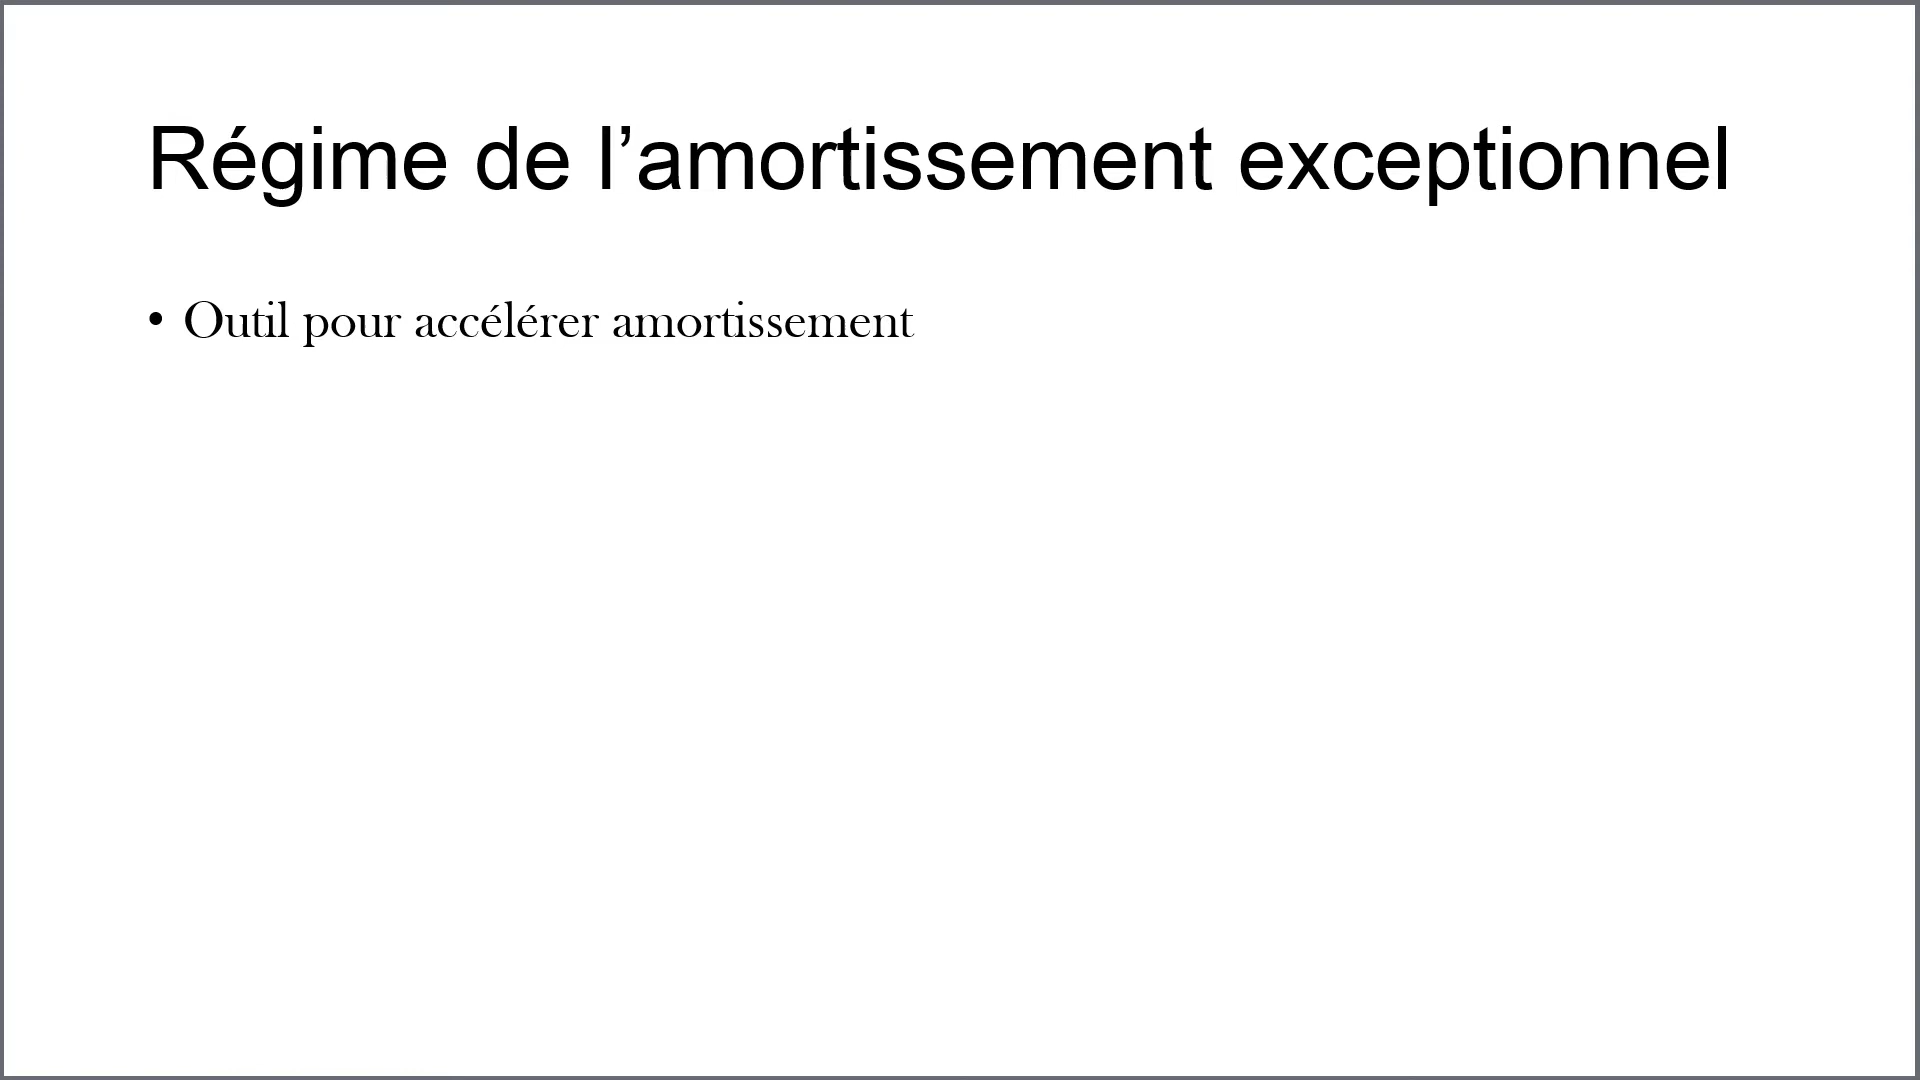 Régime de l’amortissement exceptionnel
• Outil pour accélérer amortissement